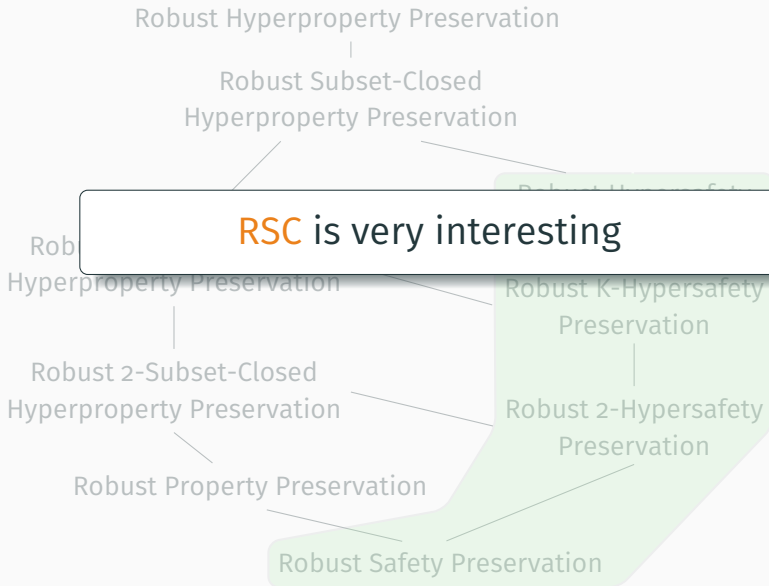 Robust Hyperproperty Preservation
Robust Subset-Closed
Hyperproperty Preservation
RSC is very interesting
Hyperproperty Preservation
Robust K-Hypersafety
Preservation
Robust 2-Subset-Closed
Hyperproperty Preservation
Robust 2-Hypersafety
Preservation
Robust Property Preservation
Robust Safety Preservation